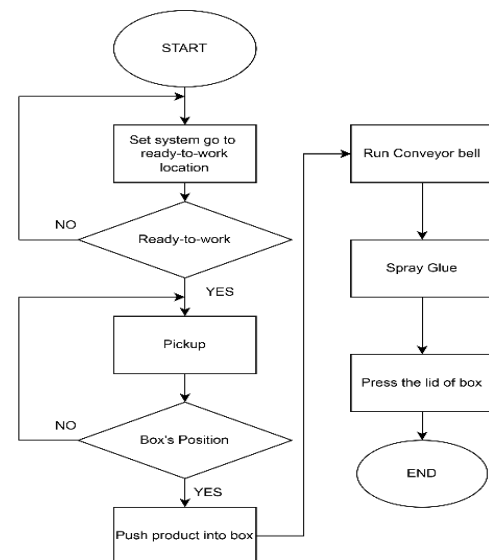 START
Set system go to
ready-to-work
location
NO
Ready-to-work
YES
Pickup
NO
Box's Position
YES
Push product into box
Run Conveyor bell
Spray Glue
Press the lid of box
END